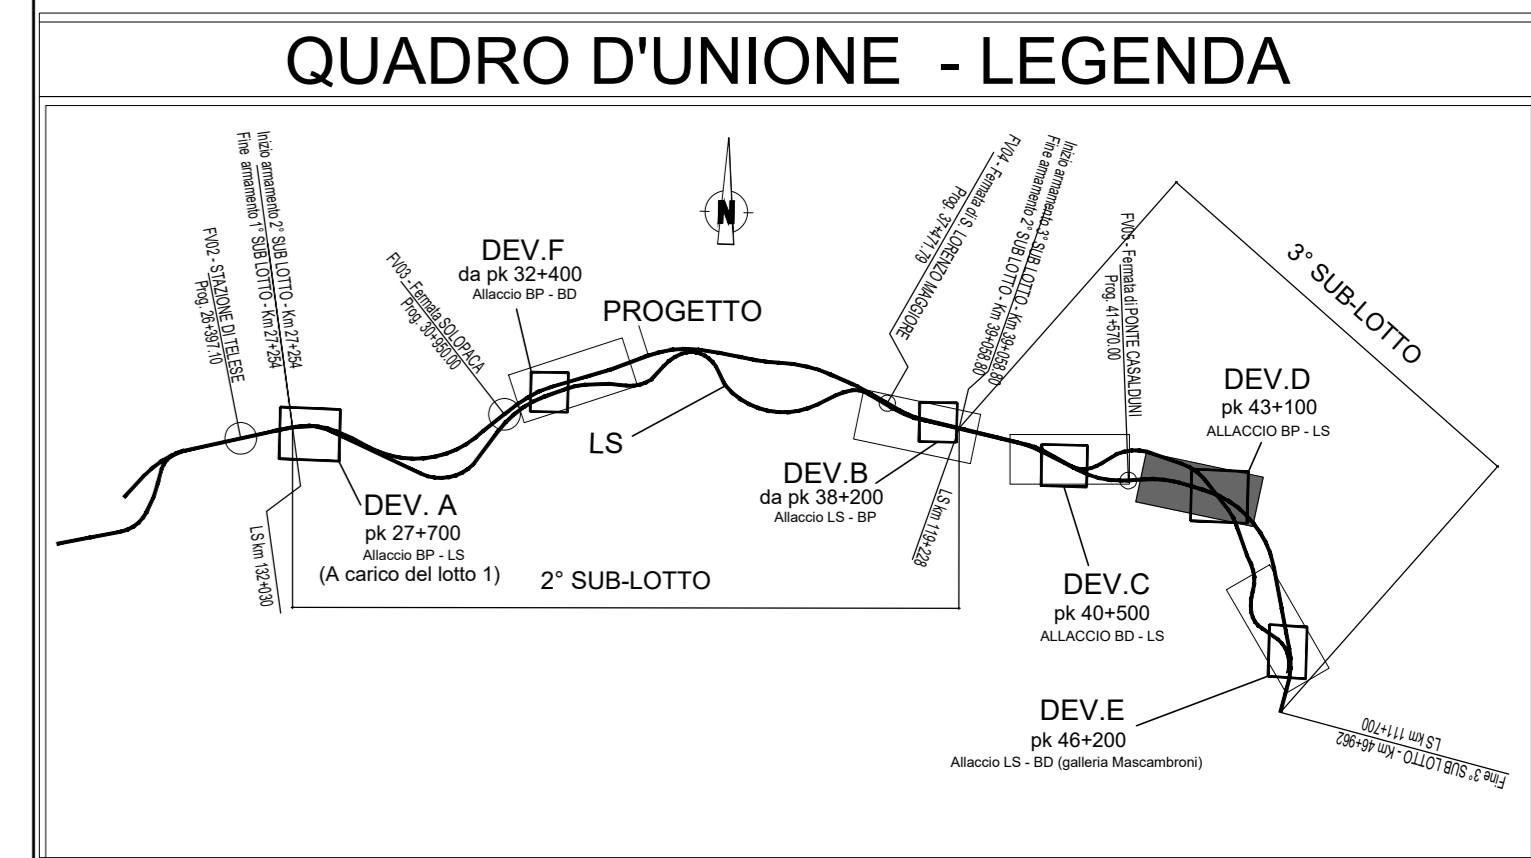 QUADRO D'UNIONE - LEGENDA
Inizio armamento 2° SUB LOTTO - Km 27+254
Fine armamento 1° SUB LOTTO - Km 27+254
FV02 - STAZIONE DI TELESE
Prog. 26+397.10
FV03 - Fermata SOLOPACA
Prog. 30+950.00
DEV.F
da pk 32+400
Allaccio BP - BD
PROGETTO
N
FV04 - Fermata di S. LORENZO MAGGIORE
Prog. 37+471.79
Inizio armamento 3° SUB LOTTO - Km 39+058.80
Fine armamento 2° SUB LOTTO - Km 39+058.80
FV05 - Fermata di PONTE CASALDUNI
Prog. 41+570.00
3° SUB-LOTTO
DEV.D
pk 43+100
ALLACCIO BP - LS
LS
DEV. A
pk 27+700
Allaccio BP - LS
(A carico del lotto 1)
LS km 132+030
2° SUB-LOTTO
DEV.B
da pk 38+200
Allaccio LS - BP
LS km 119+228
DEV.C
pk 40+500
ALLACCIO BD - LS
DEV.E
pk 46+200
Allaccio LS - BD (galleria Mascambroni)
LS km 111+700
Fine 3° SUB LOTTO - Km 46+962